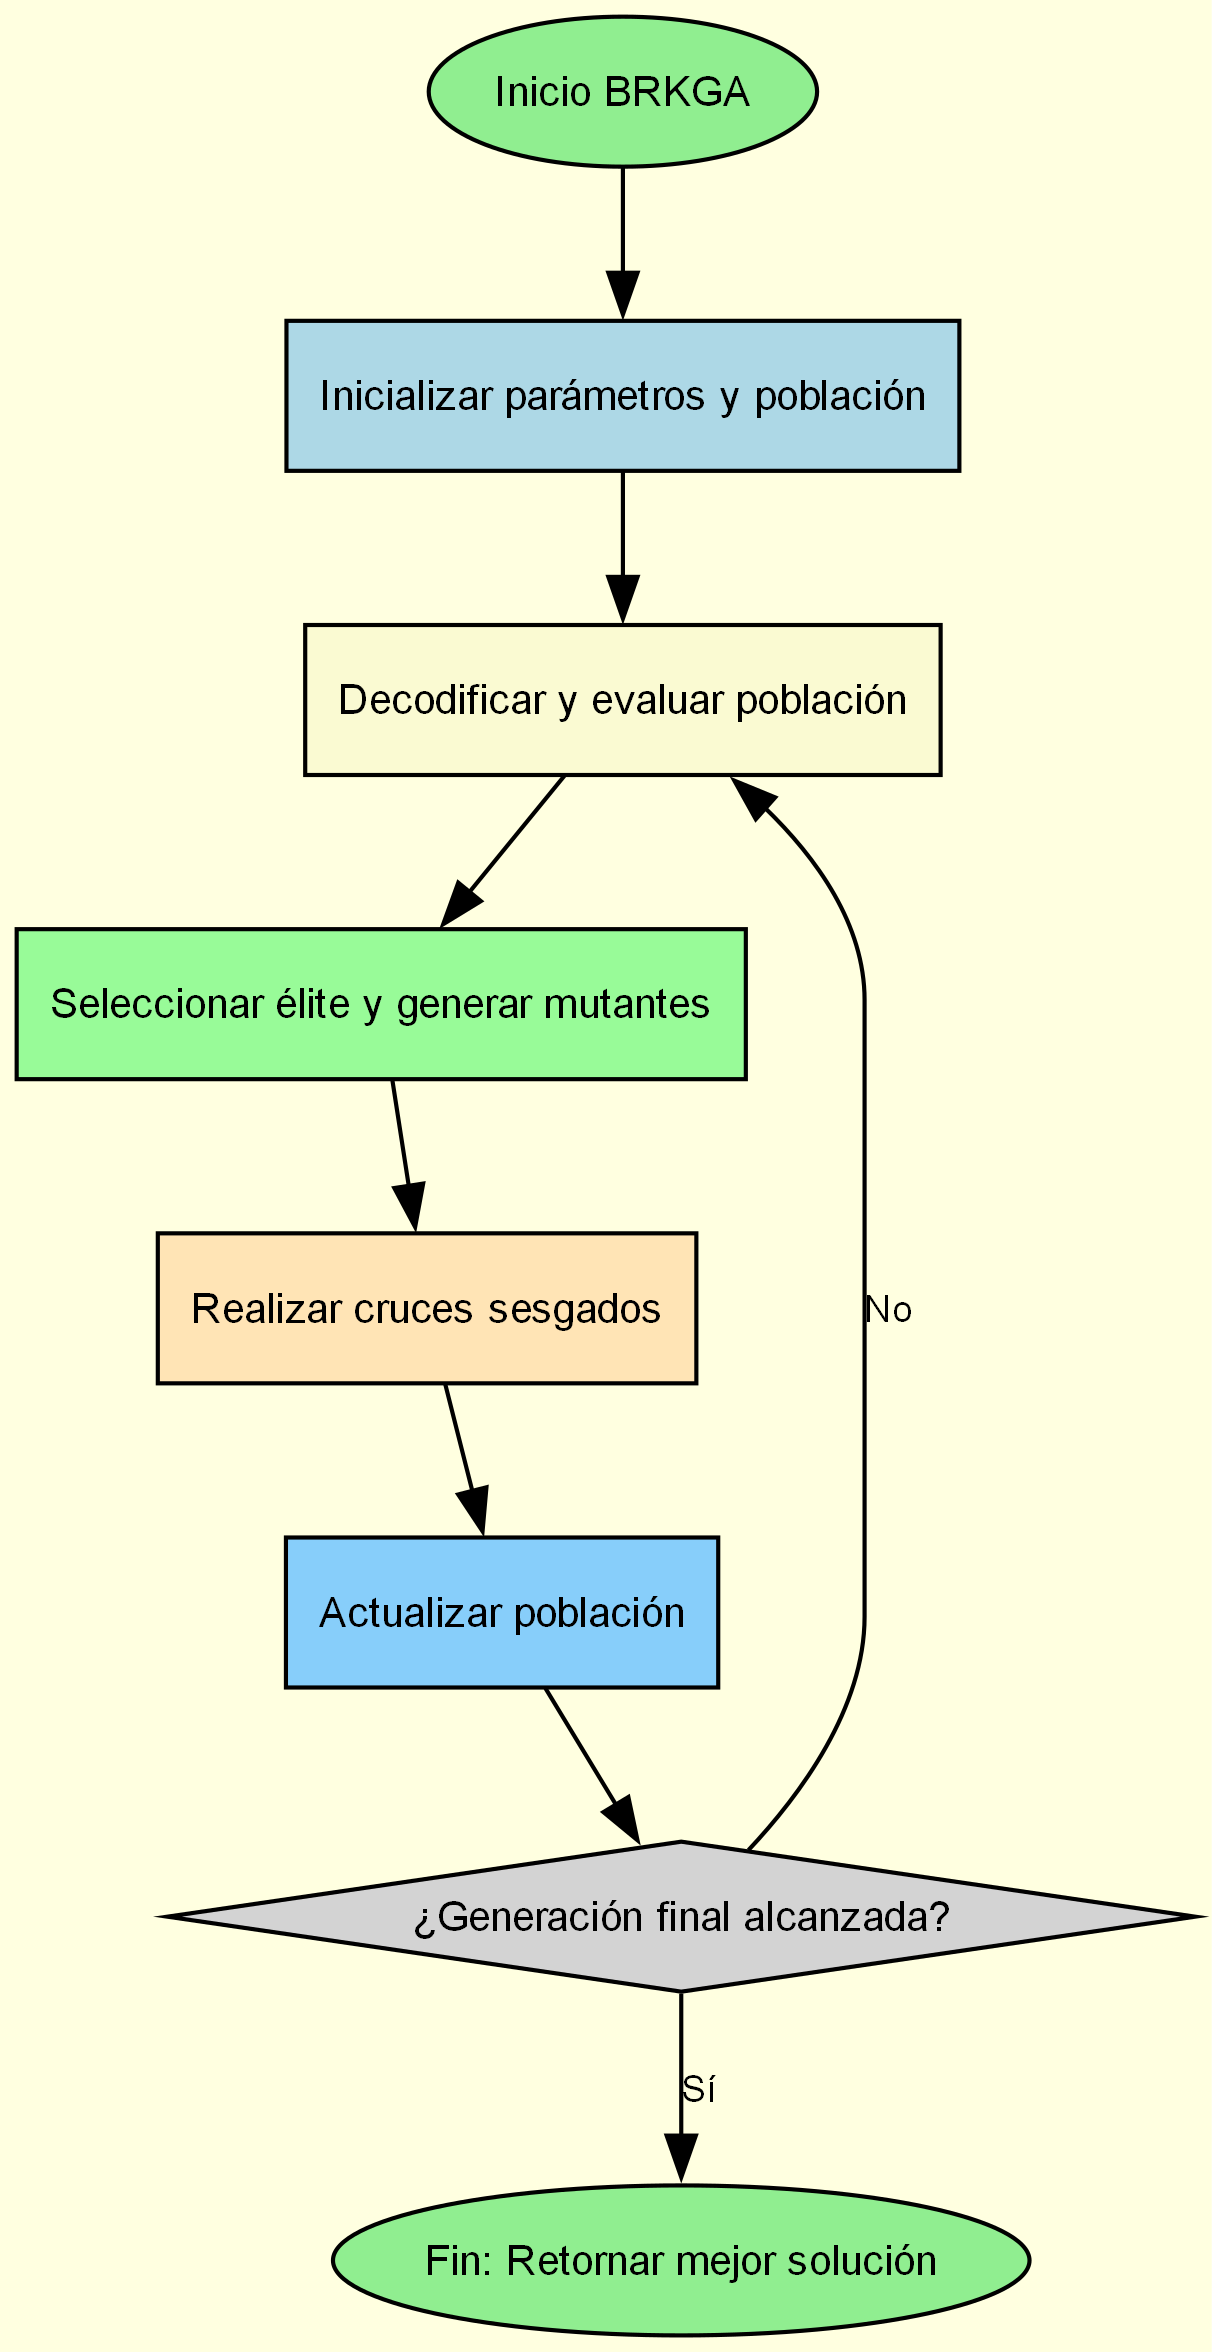 Inicio BRKGA
Inicializar parámetros y población
Decodificar y evaluar población
Seleccionar élite y generar mutantes
Realizar cruces sesgados
No
Actualizar población
¿Generación final alcanzada?
Sí
Fin: Retornar mejor solución